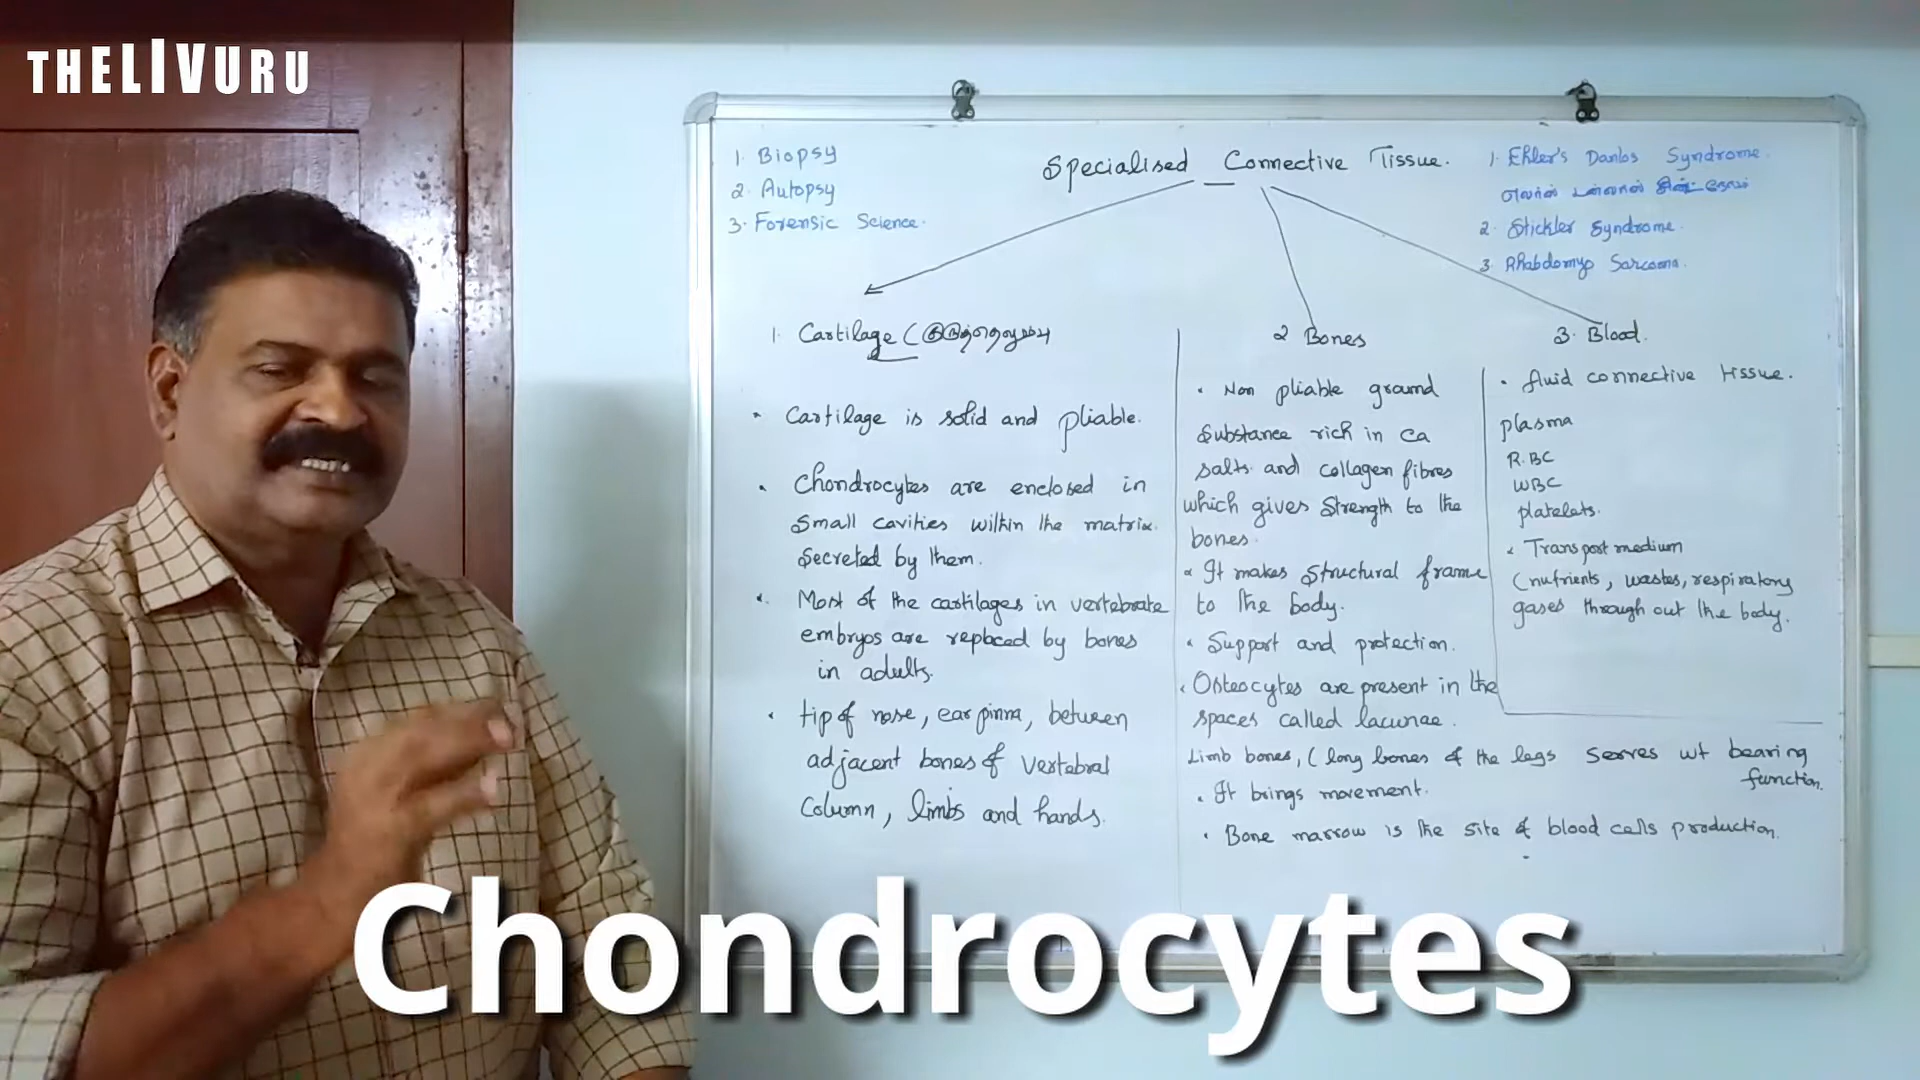 THELIVURU
1. Biopsy
2. Autopsy
3. Forensic Science.
Specialised Connective Tissue.
1. Ehler's Danlos Syndrome.
2. Stickler Syndrome.
3. Rhabdomyo Sarcoma.
1. Cartilage (
• Cartilage is solid and pliable.
• Chondrocytes are enclosed in
small cavities within the matrix.
secreted by them.
• Most of the cartilages in vertebrate
embryos are replaced by bones
in adults.
• tip of nose, ear pinna, between
adjacent bones of vertebral
column, limbs and hands.
2 Bones
• Non pliable ground
substance rich in ca
salts and collagen fibres
which gives strength to the
bones.
• It makes structural frame
to the body.
• Support and protection.
• Osteocytes are present in the
spaces called lacunae.
Limb bones, (long bones of the legs serves wt bearing
function.
• It brings movement.
• Bone marrow is the site of blood cells production.
3. Blood.
• fluid connective tissue.
plasma
R.BC
WBC
platelets.
• Transport medium
(nutrients, wastes, respiratory
gases through out the body.
Chondrocytes